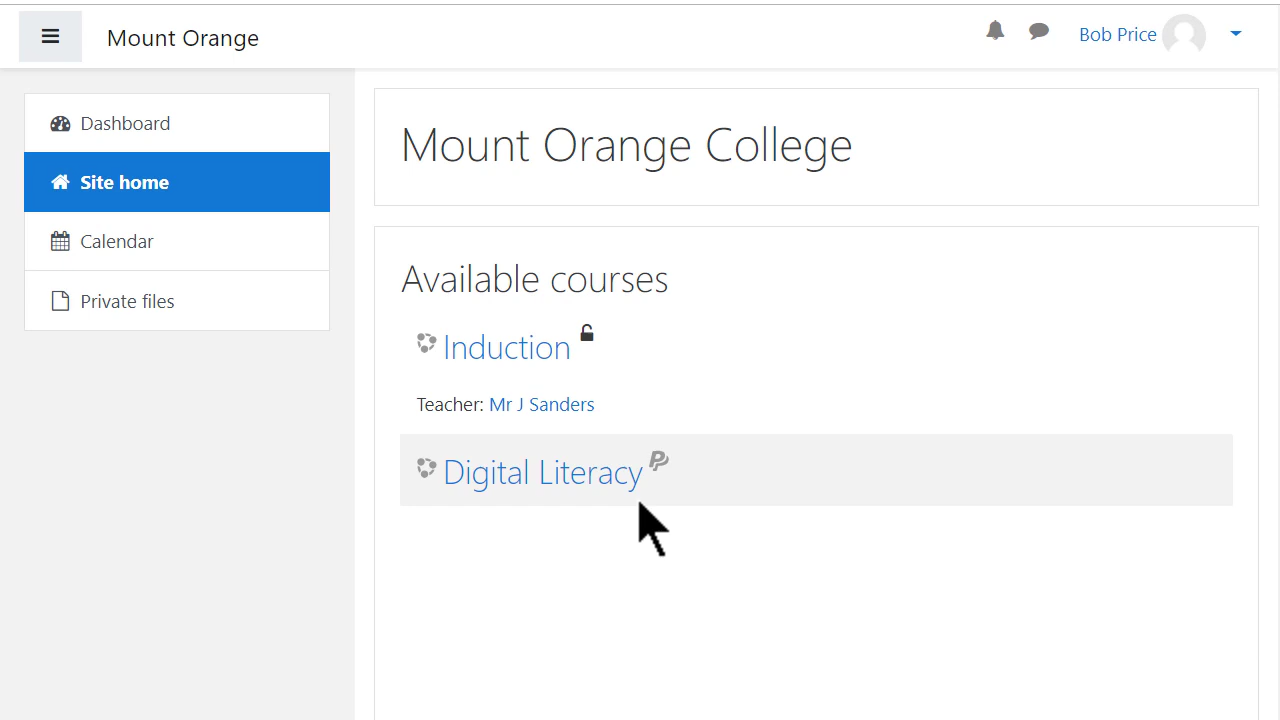 Mount Orange
Bob Price
Dashboard
Site home
Calendar
Private files
Mount Orange College
Available courses
Induction
Teacher: Mr J Sanders
Digital Literacy